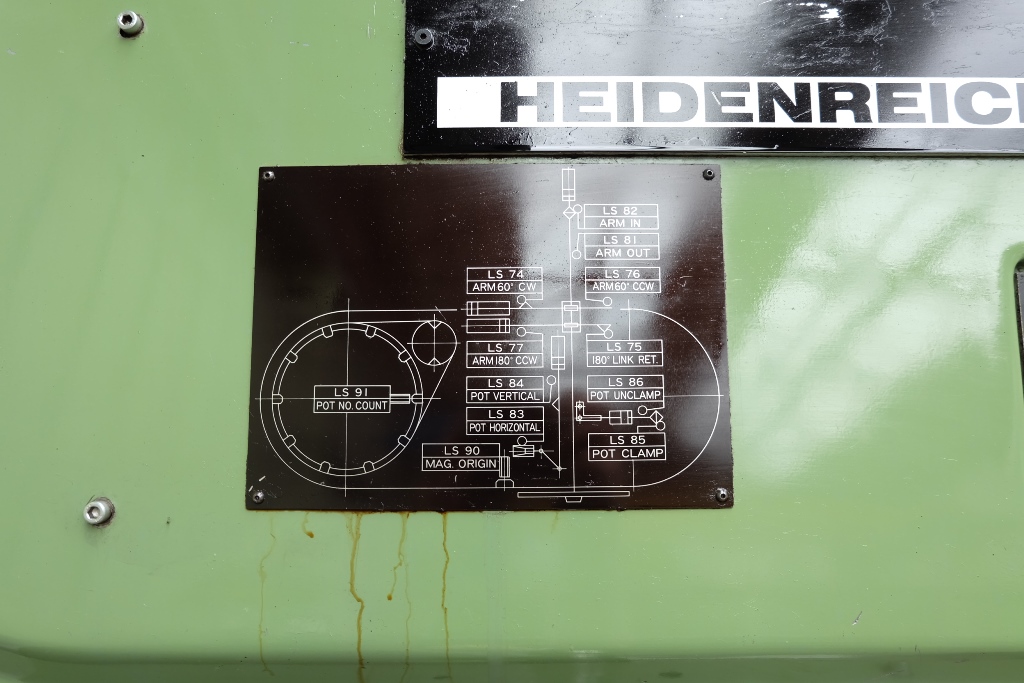 HEIDENREICH
LS 82
ARM IN
LS 81
ARM OUT
LS 74
ARM 60° CW
LS 76
ARM 60° CCW
LS 77
ARM 180° CCW
LS 75
180° LINK RET.
LS 84
POT VERTICAL
LS 86
POT UNCLAMP
LS 91
POT NO. COUNT
LS 83
POT HORIZONTAL
LS 85
POT CLAMP
LS 90
MAG. ORIGIN